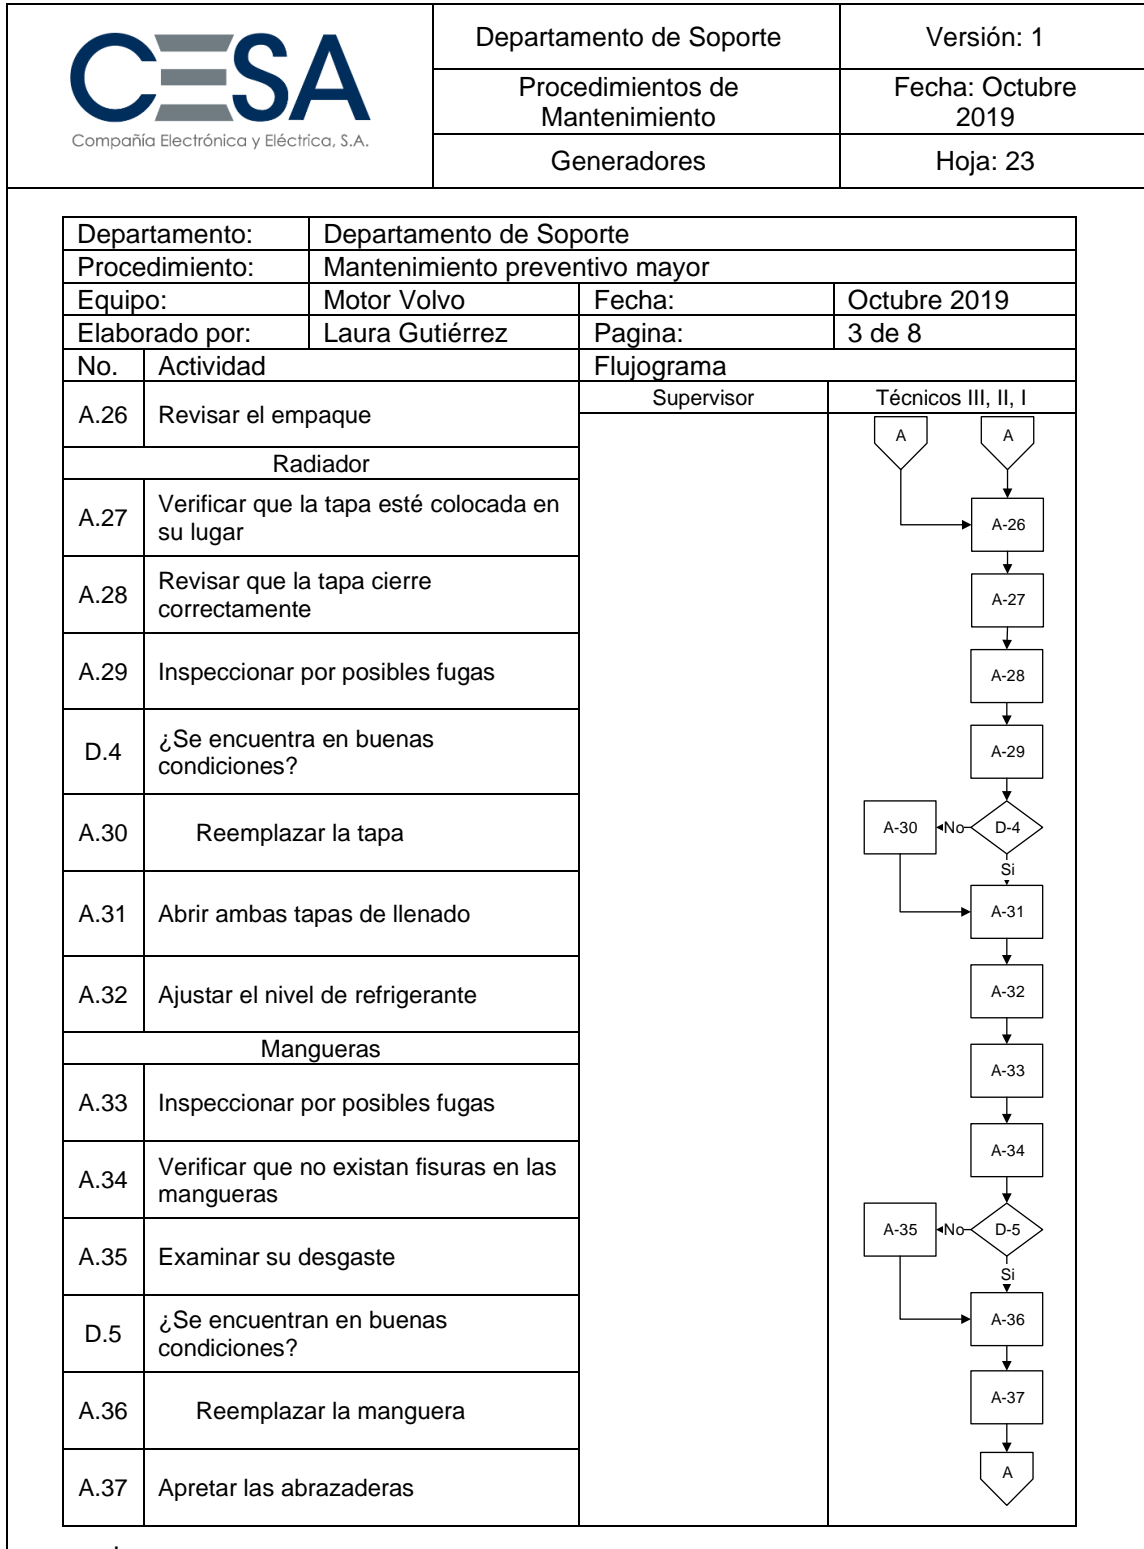 CESA
Compañía Electrónica y Eléctrica, S.A.
Departamento de Soporte
Versión: 1
Procedimientos de
Mantenimiento
Fecha: Octubre
2019
Generadores
Hoja: 23
Departamento:
Departamento de Soporte
Procedimiento:
Mantenimiento preventivo mayor
Equipo:
Motor Volvo
Fecha:
Octubre 2019
Elaborado por:
Laura Gutiérrez
Pagina:
3 de 8
No.
Actividad
Flujograma
Supervisor
Técnicos III, II, I
A.26
Revisar el empaque
Radiador
A.27
Verificar que la tapa esté colocada en
su lugar
A.28
Revisar que la tapa cierre
correctamente
A.29
Inspeccionar por posibles fugas
D.4
¿Se encuentra en buenas
condiciones?
A.30
Reemplazar la tapa
A.31
Abrir ambas tapas de llenado
A.32
Ajustar el nivel de refrigerante
Mangueras
A.33
Inspeccionar por posibles fugas
A.34
Verificar que no existan fisuras en las
mangueras
A.35
Examinar su desgaste
D.5
¿Se encuentran en buenas
condiciones?
A.36
Reemplazar la manguera
A.37
Apretar las abrazaderas
A
A
A-26
A-27
A-28
A-29
A-30
No
D-4
Si
A-31
A-32
A-33
A-34
A-35
No
D-5
Si
A-36
A-37
A